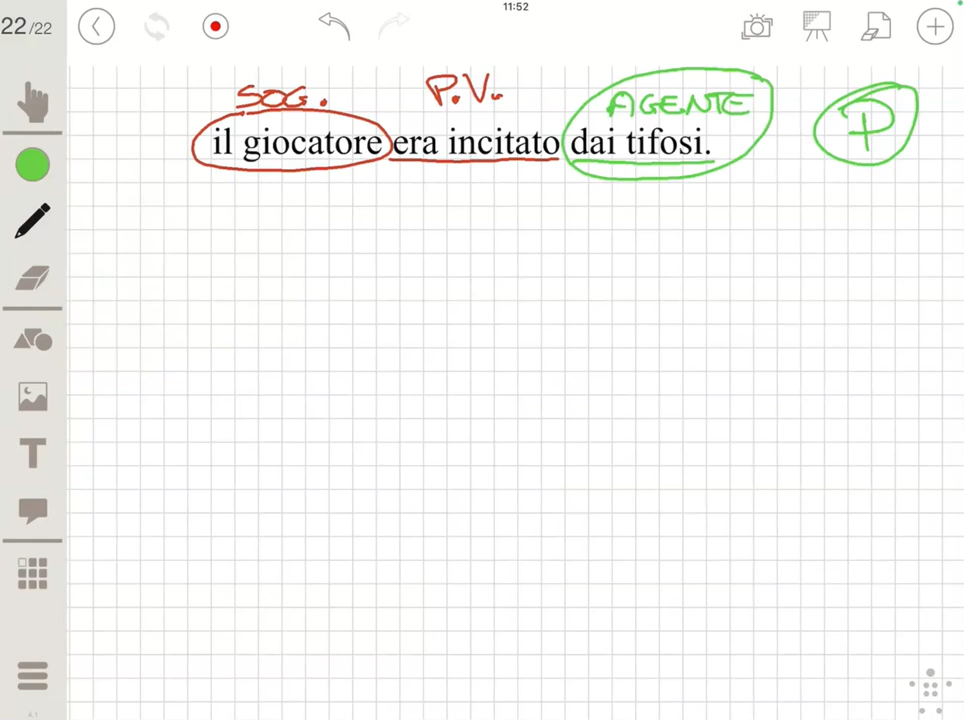 11:52
22/22
SOG. P.V. AGENTE P
il giocatore era incitato dai tifosi.
T